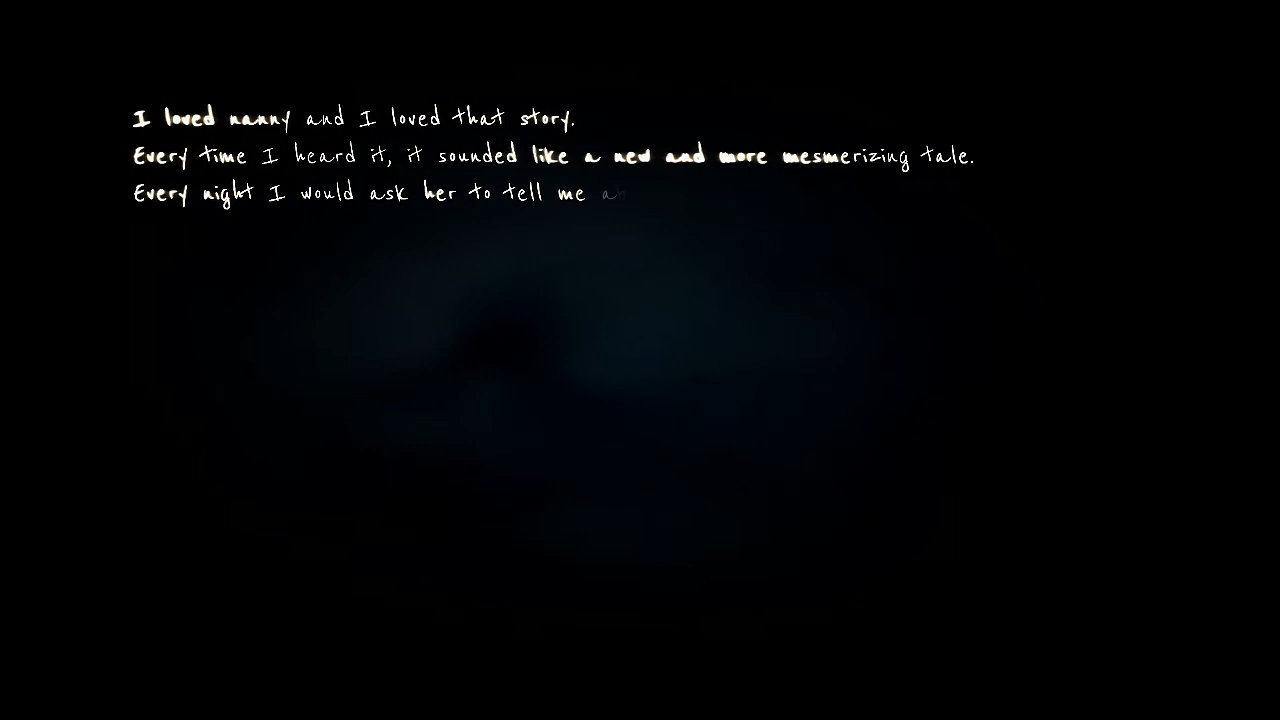 I loved nanny and I loved that story.
Every time I heard it, it sounded like a new and more mesmerizing tale.
Every night I would ask her to tell me